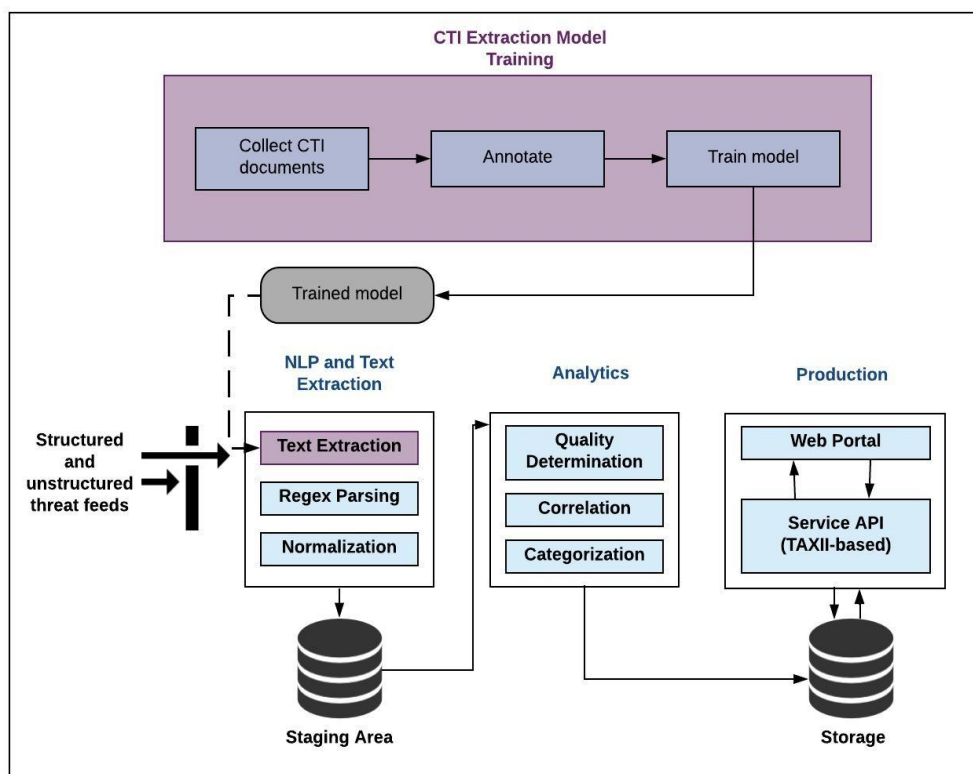 CTI Extraction Model
Training
Collect CTI
documents
Annotate
Train model
Trained model
NLP and Text
Extraction
Analytics
Production
Structured
and
unstructured
threat feeds
Text Extraction
Regex Parsing
Normalization
Quality
Determination
Correlation
Categorization
Web Portal
Service API
(TAXII-based)
Staging Area
Storage